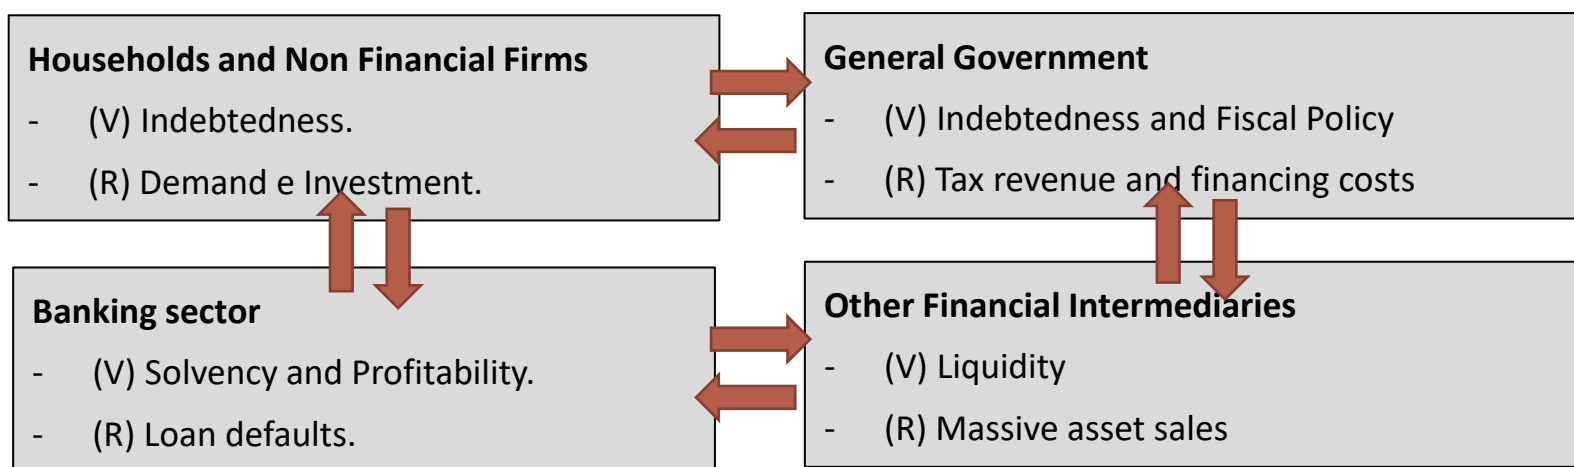 Households and Non Financial Firms
- (V) Indebtedness.
- (R) Demand e Investment.
General Government
- (V) Indebtedness and Fiscal Policy
- (R) Tax revenue and financing costs
Banking sector
- (V) Solvency and Profitability.
- (R) Loan defaults.
Other Financial Intermediaries
- (V) Liquidity
- (R) Massive asset sales